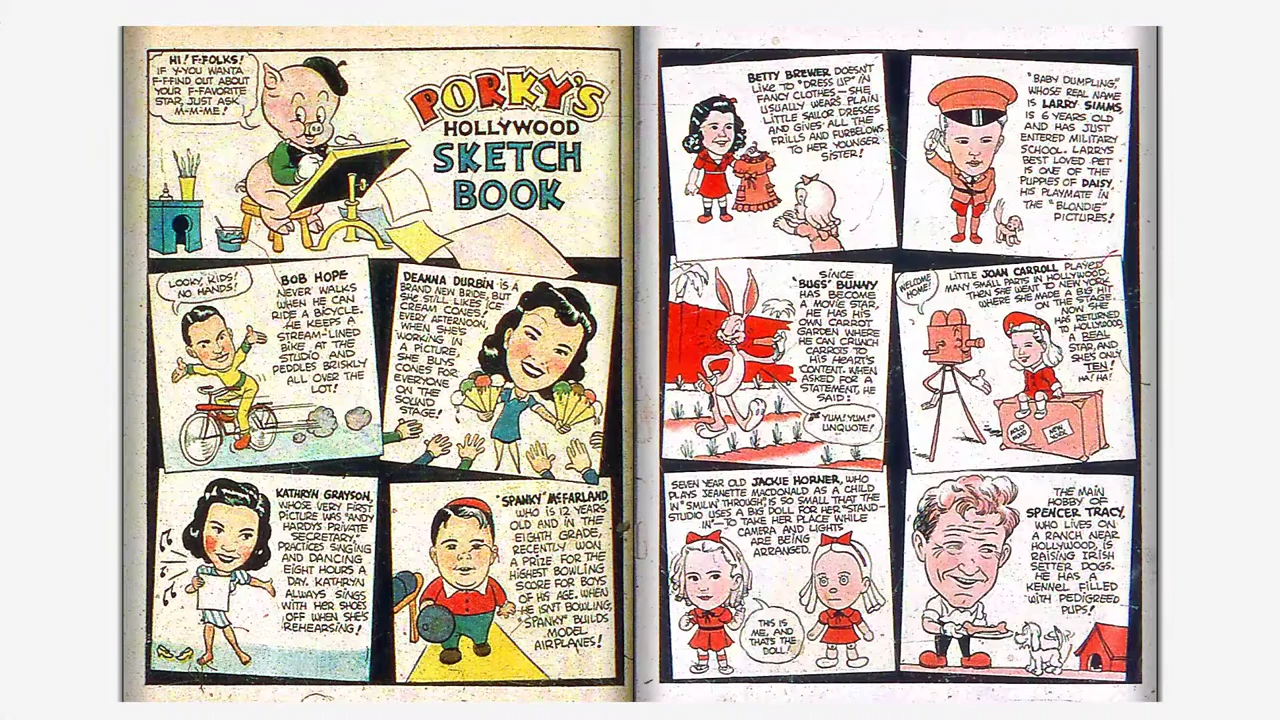 HI! F-FOLKS!
IF Y-YOU WANTA
F-F-FIND OUT ABOUT
YOUR F-FAVORITE
STAR, JUST ASK
M-M-ME!
PORKY'S
HOLLYWOOD
SKETCH
BOOK
LOOKY, KIDS!
NO HANDS!
BOB HOPE
NEVER WALKS
WHEN HE CAN
RIDE A BICYCLE.
HE KEEPS A
STREAM-LINED
BIKE AT THE
STUDIO AND
PEDDLES BRISKLY
ALL OVER THE
LOT!
DEANNA DURBIN IS A
BRAND NEW BRIDE, BUT
SHE STILL LIKES ICE
CREAM CONES!
EVERY AFTERNOON,
WHEN SHE'S
WORKING IN
A PICTURE,
SHE BUYS
CONES FOR
EVERYONE
ON THE
SOUND
STAGE!
KATHRYN GRAYSON,
WHOSE VERY FIRST
PICTURE WAS "ANDY
HARDY'S PRIVATE
SECRETARY,"
PRACTICES SINGING
AND DANCING
EIGHT HOURS A
DAY. KATHRYN
ALWAYS SINGS
WITH HER SHOES
OFF WHEN SHE'S
REHEARSING!
"SPANKY" McFARLAND,
WHO IS 12 YEARS
OLD AND IN THE
EIGHTH GRADE,
RECENTLY WON
A PRIZE FOR THE
HIGHEST BOWLING
SCORE FOR BOYS
OF HIS AGE. WHEN
HE ISN'T BOWLING,
"SPANKY" BUILDS
MODEL
AIRPLANES!
BETTY BREWER DOESN'T
LIKE TO "DRESS UP" IN
FANCY CLOTHES — SHE
USUALLY WEARS PLAIN
LITTLE SAILOR DRESSES
AND GIVES ALL THE
FRILLS AND FURBELOWS
TO HER YOUNGER
SISTER!
"BABY DUMPLING,"
WHOSE REAL NAME
IS LARRY SIMMS,
IS 6 YEARS OLD
AND HAS JUST
ENTERED MILITARY
SCHOOL. LARRY'S
BEST LOVED PET
IS ONE OF THE
PUPPIES OF DAISY,
HIS PLAYMATE IN
THE "BLONDIE"
PICTURES!
SINCE
"BUGS" BUNNY
HAS BECOME
A MOVIE STAR,
HE HAS HIS
OWN CARROT
GARDEN WHERE
HE CAN CRUNCH
CARROTS TO
HIS HEART'S
CONTENT. WHEN
ASKED FOR A
STATEMENT, HE
SAID:
"YUM! YUM!"
UNQUOTE!
WELCOME
HOME!
LITTLE JOAN CARROLL PLAYED
MANY SMALL PARTS IN HOLLYWOOD.
THEN SHE WENT TO NEW YORK
WHERE SHE MADE A BIG HIT
ON THE STAGE.
NOW SHE
HAS RETURNED
TO HOLLYWOOD,
A REAL
STAR, AND
SHE'S ONLY
TEN!
HA! HA!
HOLLY
WOOD
NEW
YORK
SEVEN YEAR OLD JACKIE HORNER, WHO
PLAYS JEANETTE MACDONALD AS A CHILD
IN "SMILIN' THROUGH," IS SO SMALL THAT THE
STUDIO USES A BIG DOLL FOR HER "STAND-
IN" — TO TAKE HER PLACE WHILE
CAMERA AND LIGHTS
ARE BEING
ARRANGED.
THIS IS
ME, AND
THAT'S THE
DOLL!
THE MAIN
HOBBY OF
SPENCER TRACY,
WHO LIVES ON
A RANCH NEAR
HOLLYWOOD, IS
RAISING IRISH
SETTER DOGS.
HE HAS A
KENNEL FILLED
WITH PEDIGREED
PUPS!